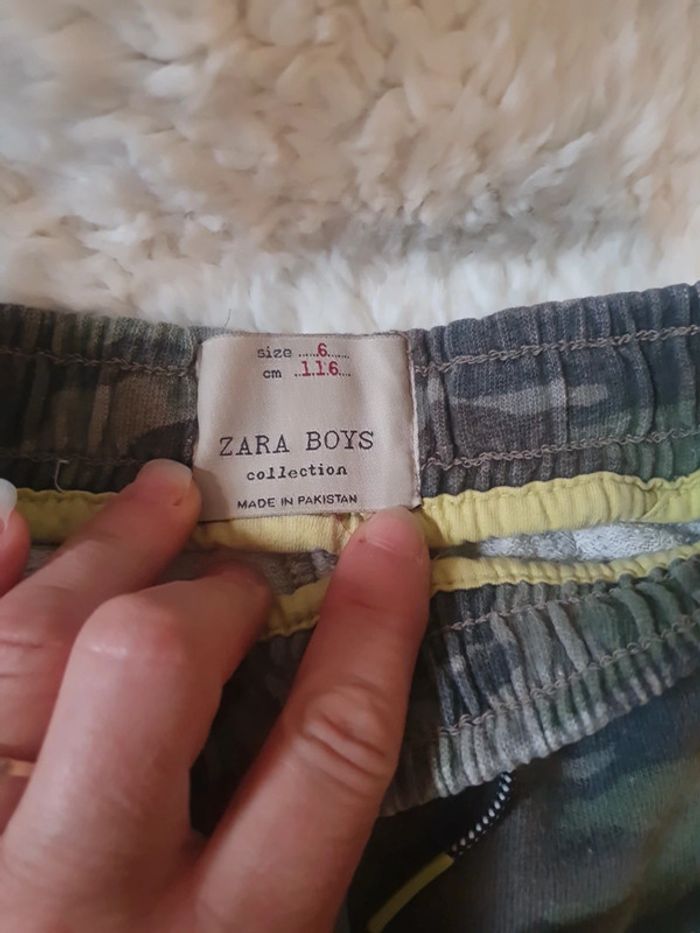 size ......6......
cm ..116....
ZARA BOYS
collection
MADE IN PAKISTAN